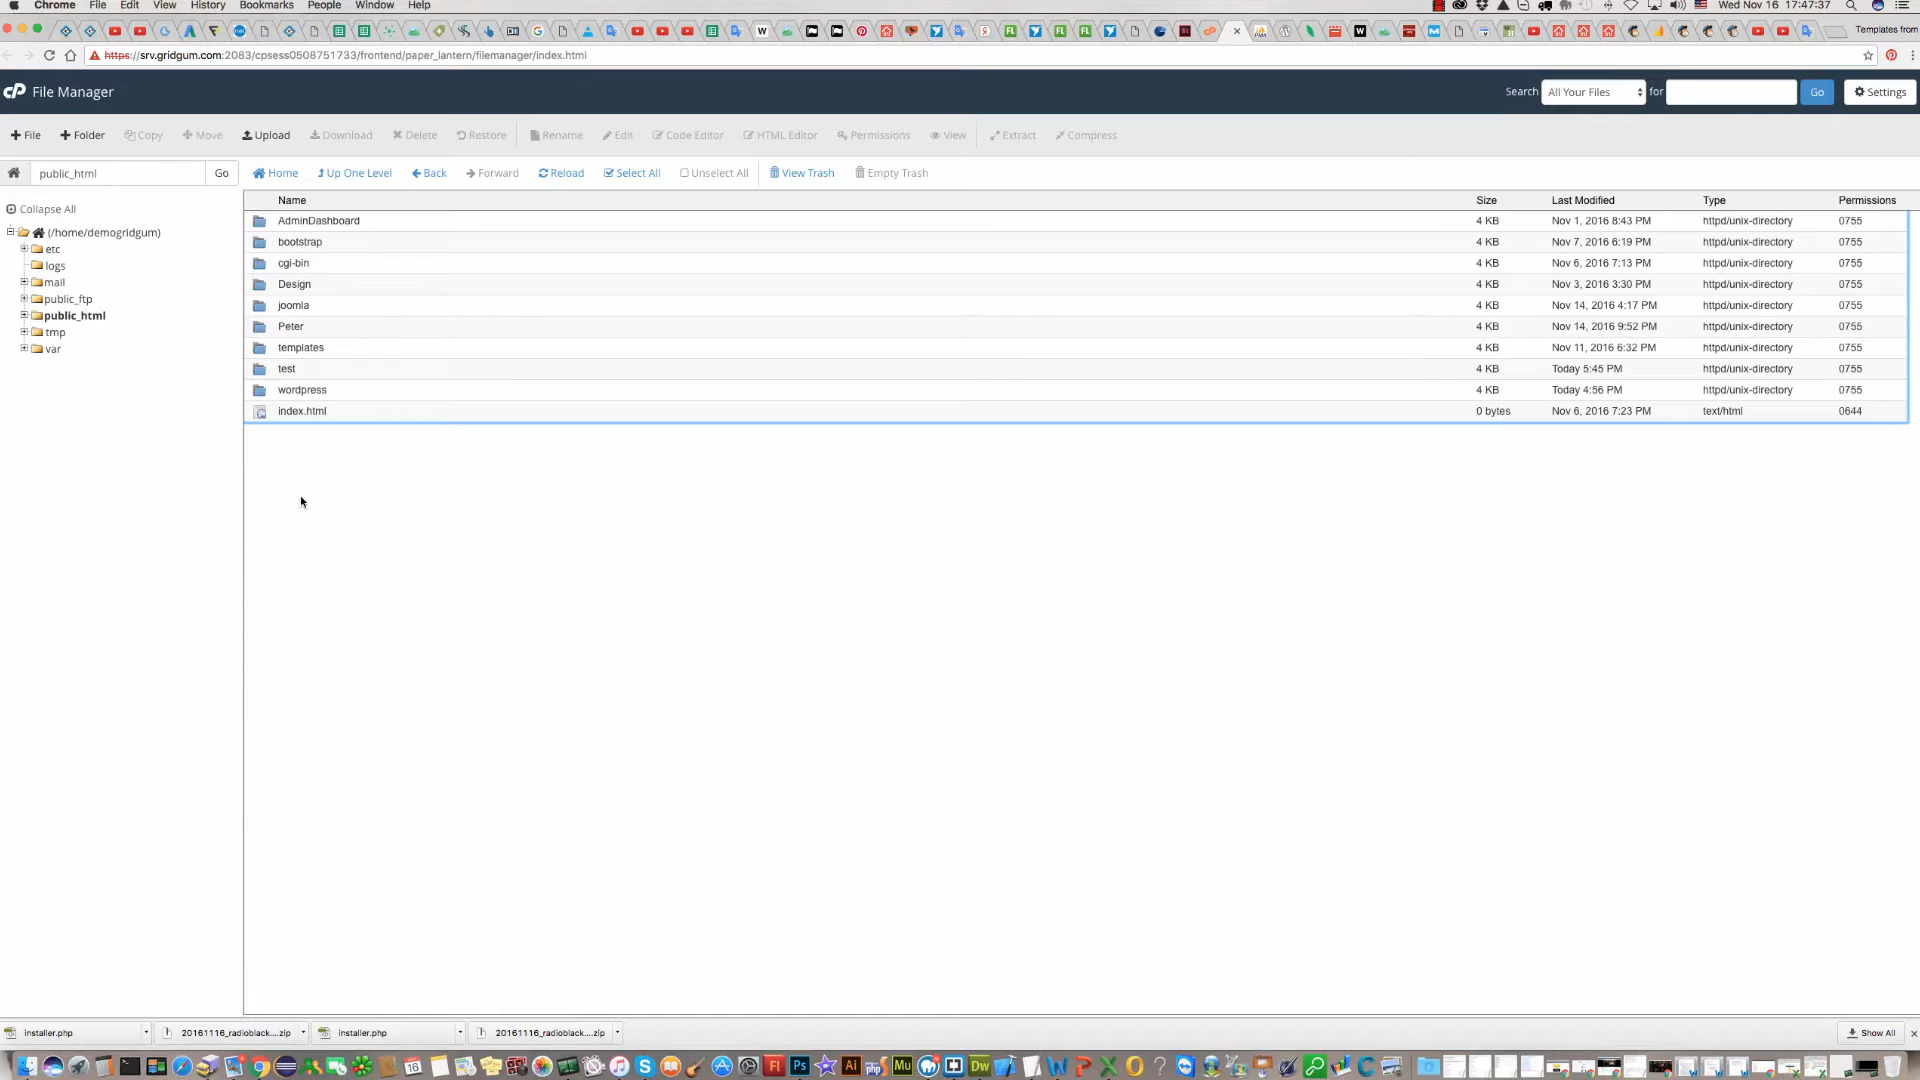 Chrome File Edit View History Bookmarks People Window Help Wed Nov 16 17:47:37
Templates from
https://srv.gridgum.com:2083/cpsess0508751733/frontend/paper_lantern/filemanager/index.html
cP File Manager Search All Your Files for Go Settings
File Folder Copy Move Upload Download Delete Restore Rename Edit Code Editor HTML Editor Permissions View Extract Compress
public_html Go Home Up One Level Back Forward Reload Select All Unselect All View Trash Empty Trash
Collapse All
(/home/demogridgum)
etc
logs
mail
public_ftp
public_html
tmp
var
Name Size Last Modified Type Permissions
AdminDashboard 4 KB Nov 1, 2016 8:43 PM httpd/unix-directory 0755
bootstrap 4 KB Nov 7, 2016 6:19 PM httpd/unix-directory 0755
cgi-bin 4 KB Nov 6, 2016 7:13 PM httpd/unix-directory 0755
Design 4 KB Nov 3, 2016 3:30 PM httpd/unix-directory 0755
joomla 4 KB Nov 14, 2016 4:17 PM httpd/unix-directory 0755
Peter 4 KB Nov 14, 2016 9:52 PM httpd/unix-directory 0755
templates 4 KB Nov 11, 2016 6:32 PM httpd/unix-directory 0755
test 4 KB Today 5:45 PM httpd/unix-directory 0755
wordpress 4 KB Today 4:56 PM httpd/unix-directory 0755
index.html 0 bytes Nov 6, 2016 7:23 PM text/html 0644
installer.php 20161116_radioblack....zip installer.php 20161116_radioblack....zip Show All
16 Fl Ps Ai php Mu Dw